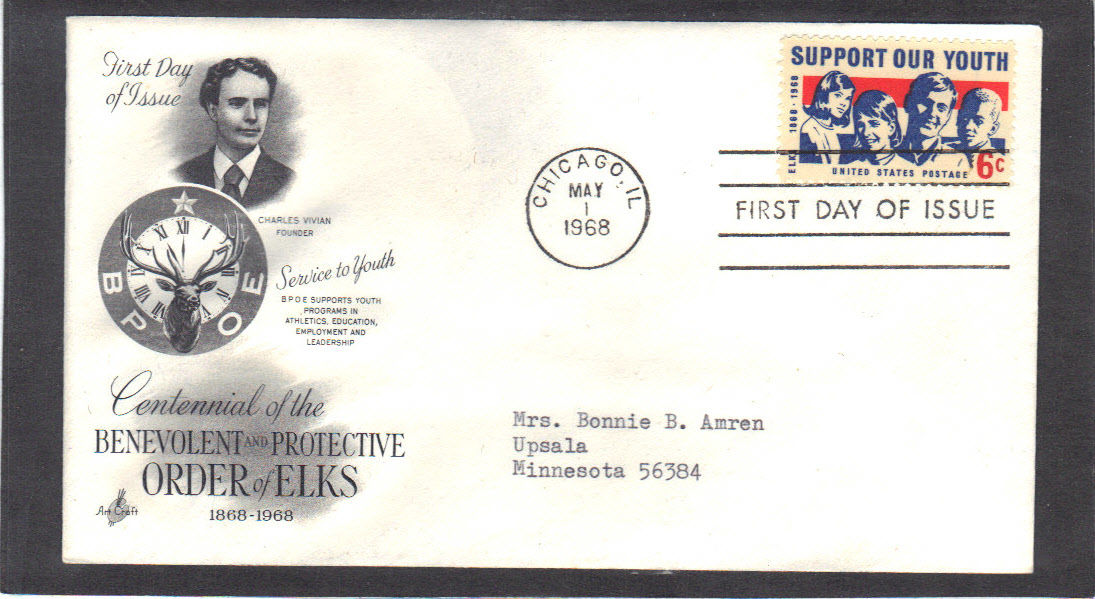 First Day
of Issue
CHARLES VIVIAN
FOUNDER
XII
I
B P O E
Service to Youth
BPOE SUPPORTS YOUTH
PROGRAMS IN
ATHLETICS, EDUCATION,
EMPLOYMENT AND
LEADERSHIP
Centennial of the
BENEVOLENT AND PROTECTIVE
ORDER of ELKS
1868-1968
Art Craft
CHICAGO, IL
MAY
1
1968
SUPPORT OUR YOUTH
ELKS 1868-1968
UNITED STATES POSTAGE 6c
FIRST DAY OF ISSUE
Mrs. Bonnie B. Amren
Upsala
Minnesota 56384